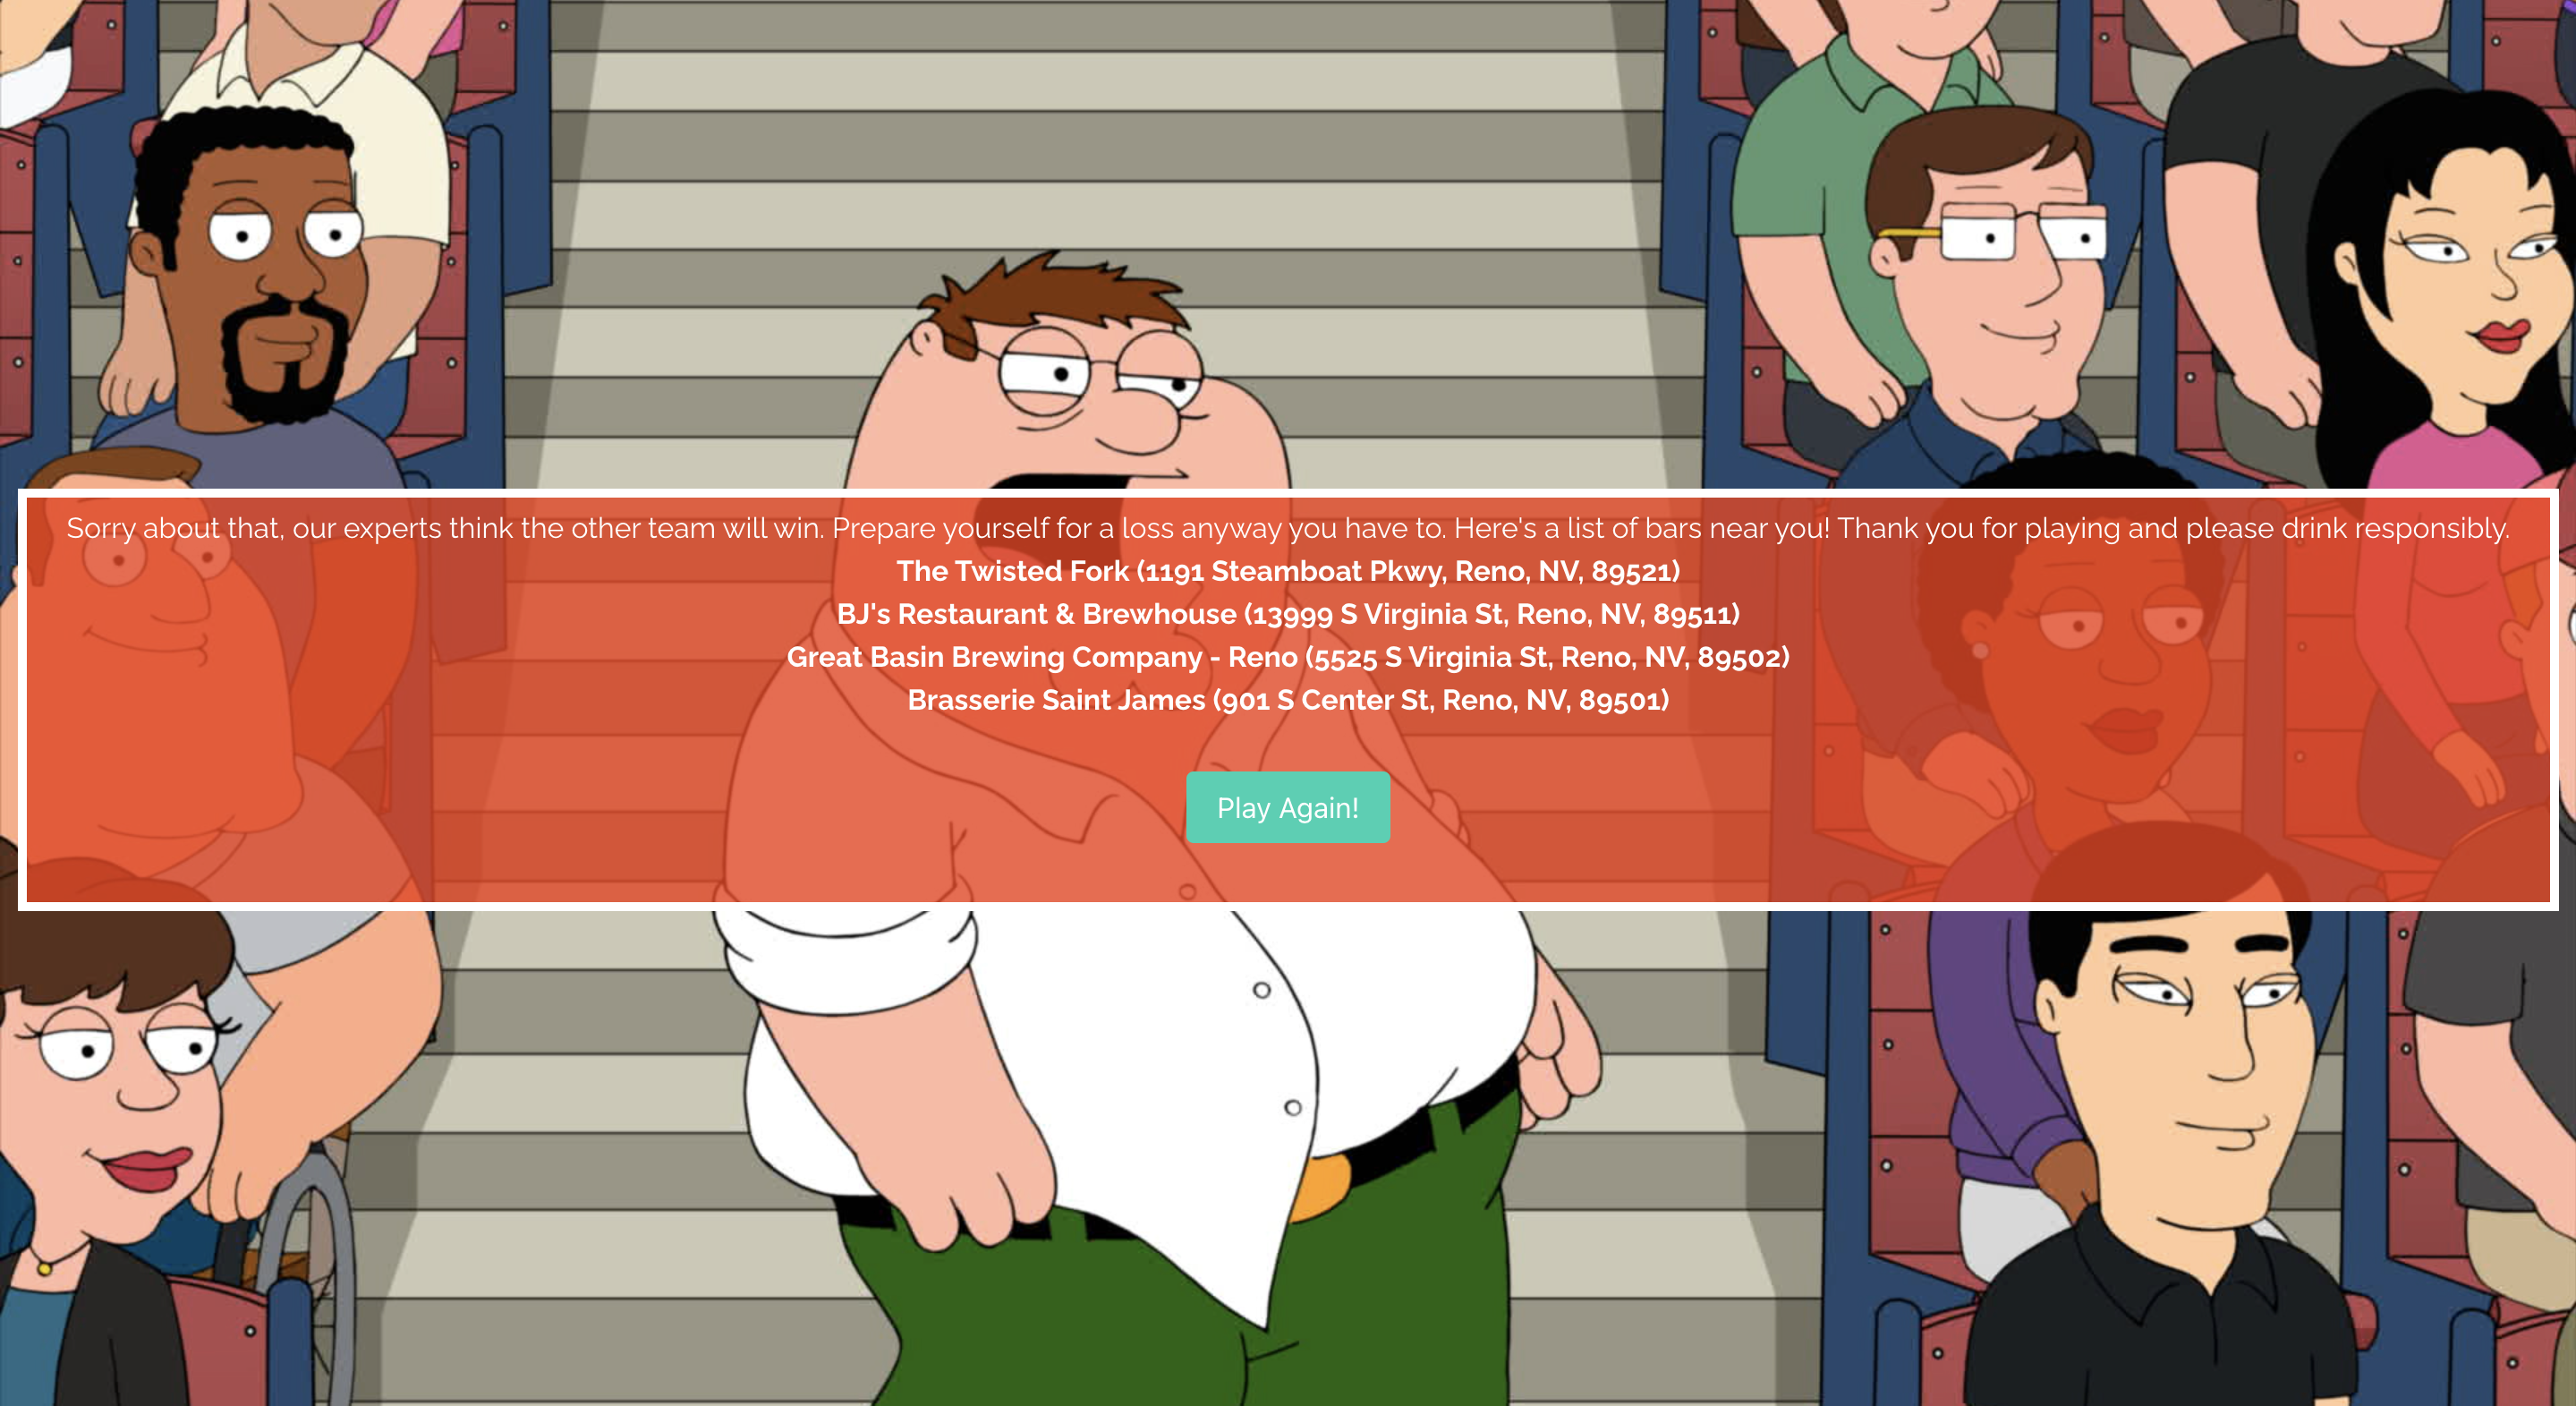 Sorry about that, our experts think the other team will win. Prepare yourself for a loss anyway you have to. Here's a list of bars near you! Thank you for playing and please drink responsibly.
The Twisted Fork (1191 Steamboat Pkwy, Reno, NV, 89521)
BJ's Restaurant & Brewhouse (13999 S Virginia St, Reno, NV, 89511)
Great Basin Brewing Company - Reno (5525 S Virginia St, Reno, NV, 89502)
Brasserie Saint James (901 S Center St, Reno, NV, 89501)
Play Again!